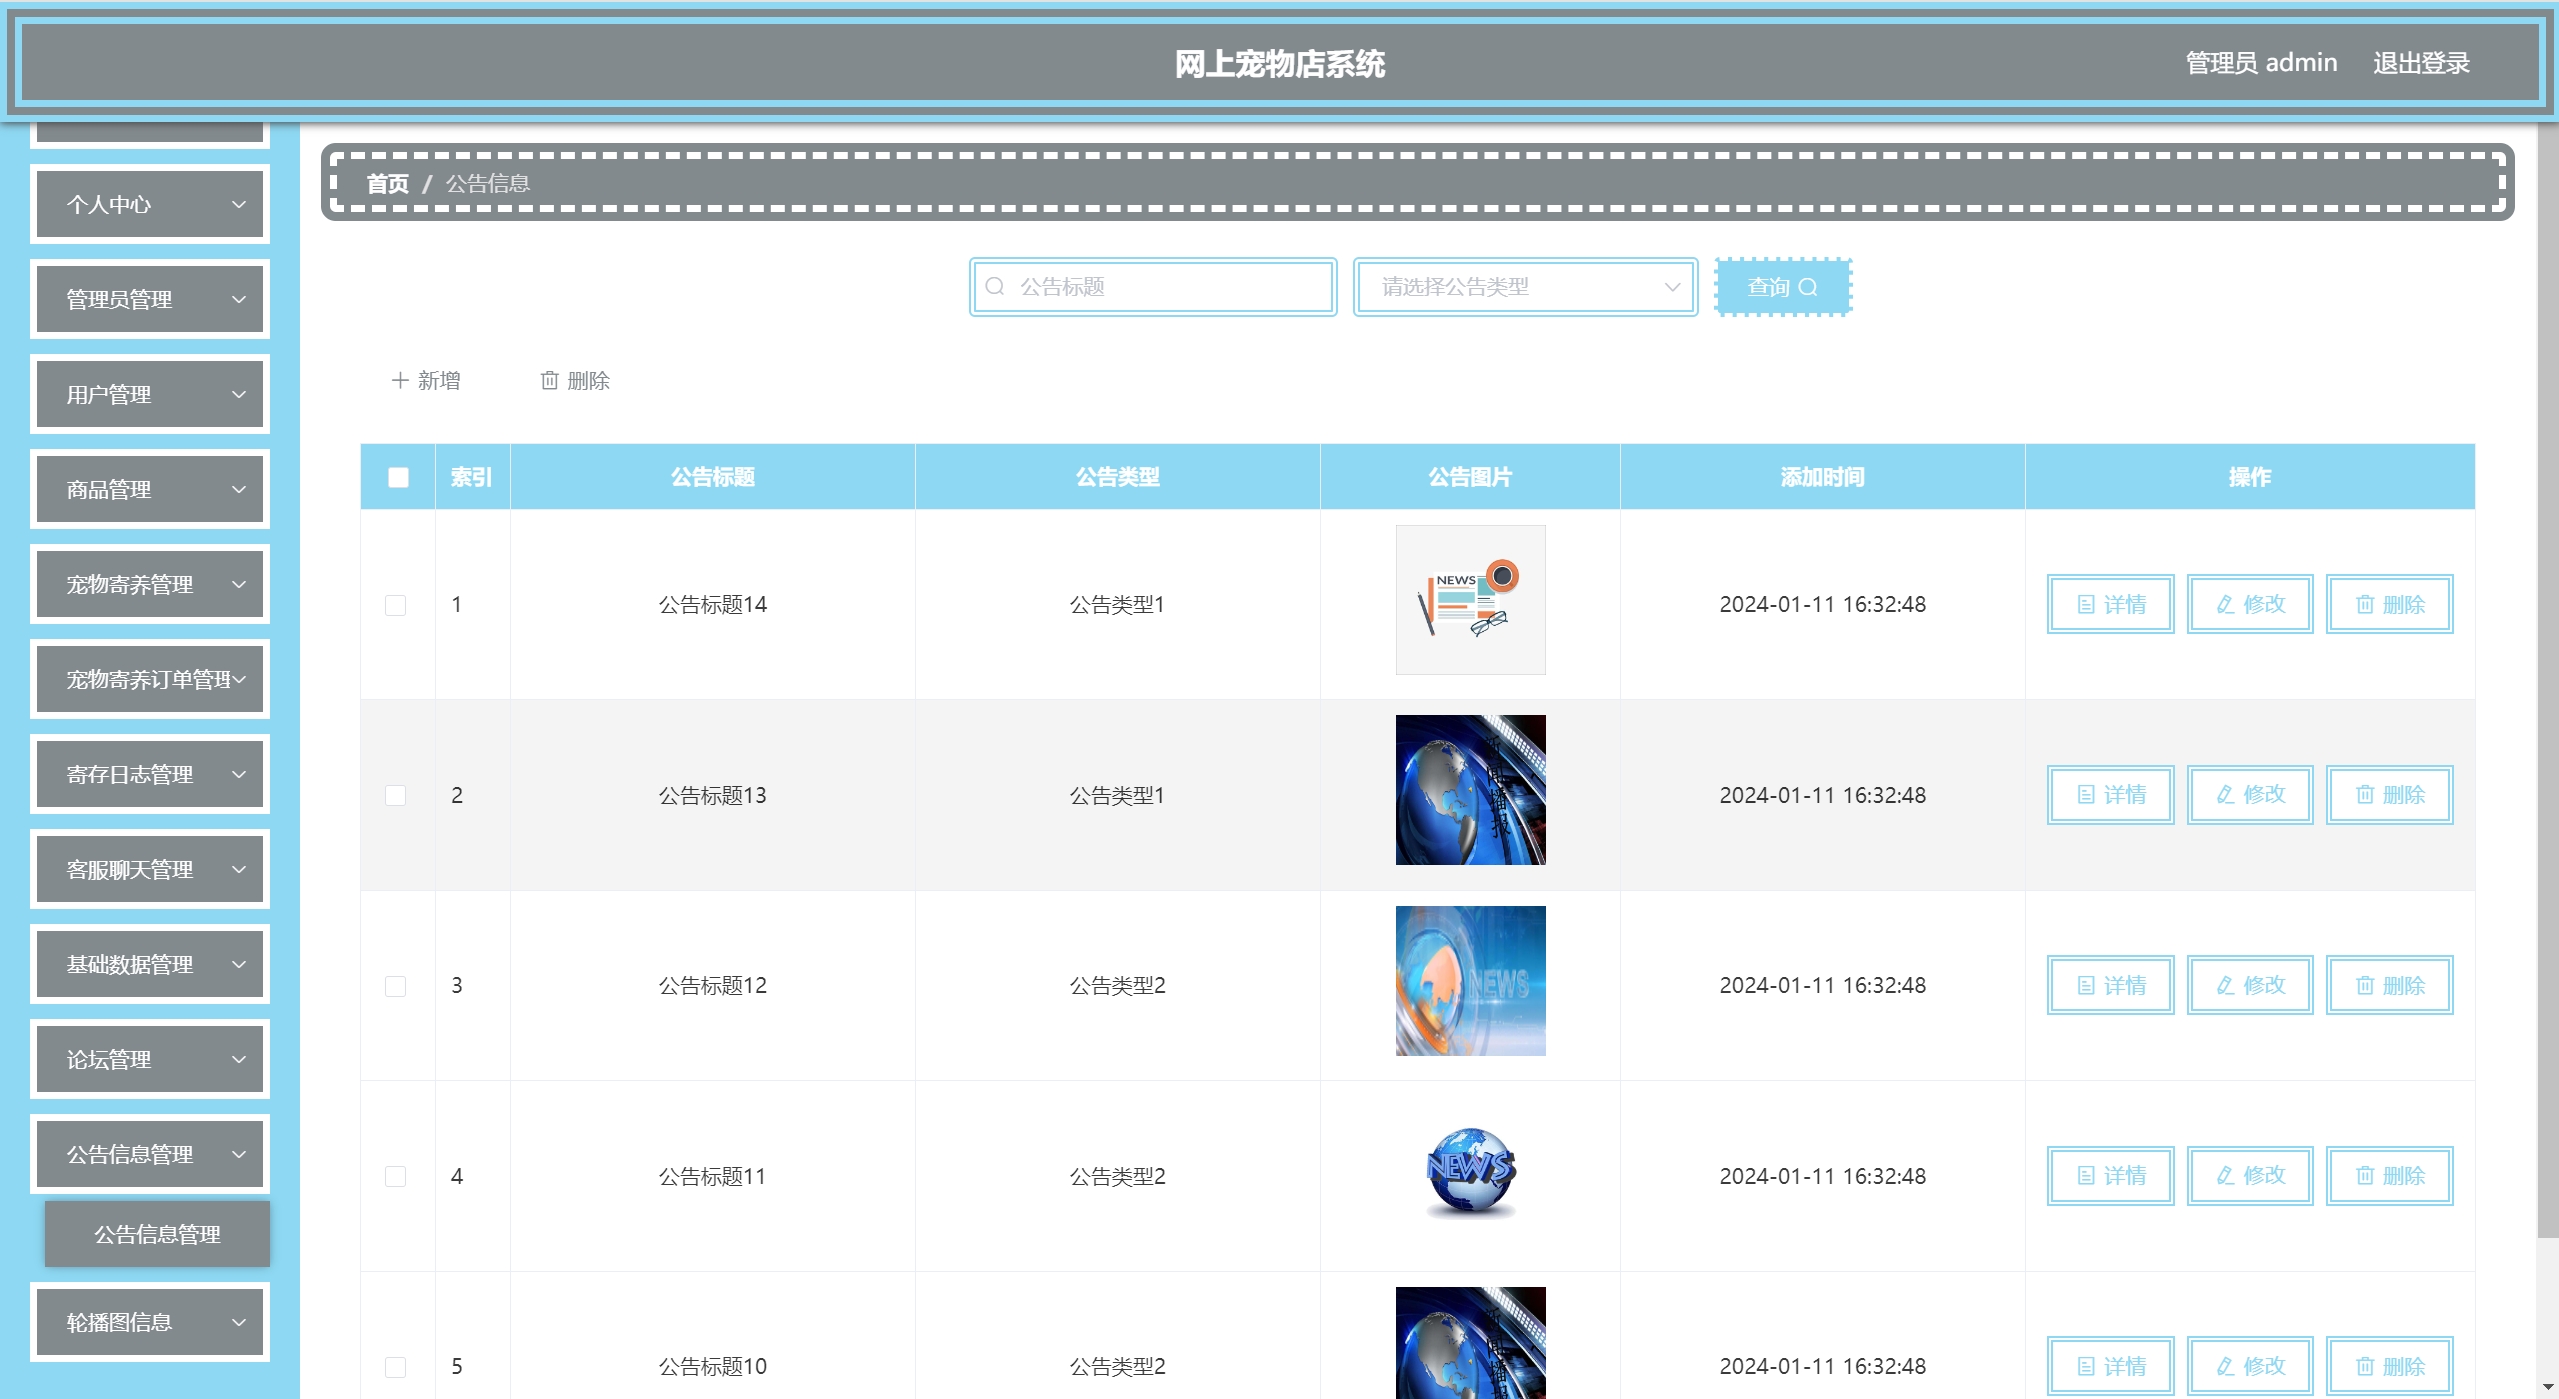 网上宠物店系统
管理员 admin 退出登录
首页 / 公告信息
个人中心
管理员管理
用户管理
商品管理
宠物寄养管理
宠物寄养订单管理
寄存日志管理
客服聊天管理
基础数据管理
论坛管理
公告信息管理
公告信息管理
轮播图信息
公告标题 请选择公告类型 查询
新增 删除
索引 公告标题 公告类型 公告图片 添加时间 操作
1 公告标题14 公告类型1 NEWS 2024-01-11 16:32:48 详情 修改 删除
2 公告标题13 公告类型1 新闻播报 2024-01-11 16:32:48 详情 修改 删除
3 公告标题12 公告类型2 NEWS 2024-01-11 16:32:48 详情 修改 删除
4 公告标题11 公告类型2 NEWS 2024-01-11 16:32:48 详情 修改 删除
5 公告标题10 公告类型2 新闻播 2024-01-11 16:32:48 详情 修改 删除